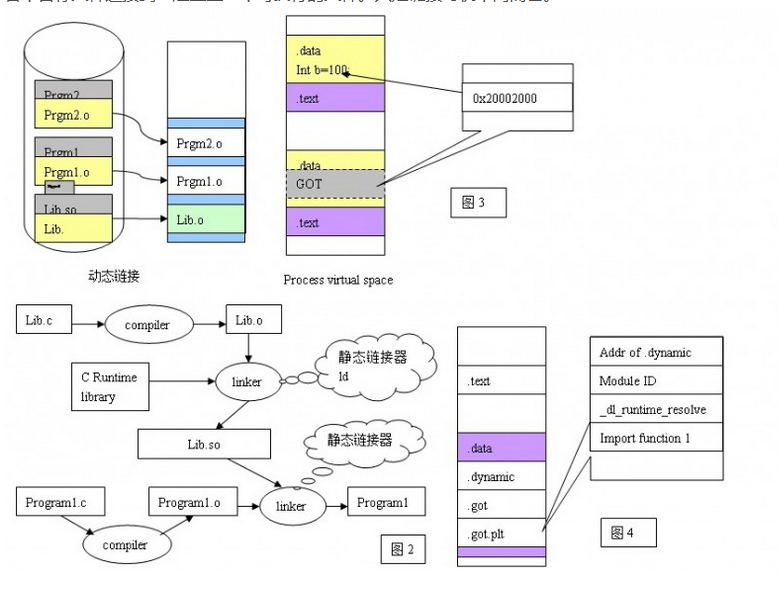 Prgm2
Prgm2.o
Prgm1
Prgm1.o
Lib.so
Lib.
Prgm2.o
Prgm1.o
Lib.o
动态链接
.data
Int b=100;
.text
.data
GOT
.text
Process virtual space
0x20002000
图 3
Lib.c
compiler
Lib.o
C Runtime
library
linker
静态链接器
ld
Lib.so
静态链接器
Program1.c
compiler
Program1.o
linker
Program1
图 2
.text
.data
.dynamic
.got
.got.plt
Addr of .dynamic
Module ID
_dl_runtime_resolve
Import function 1
图 4